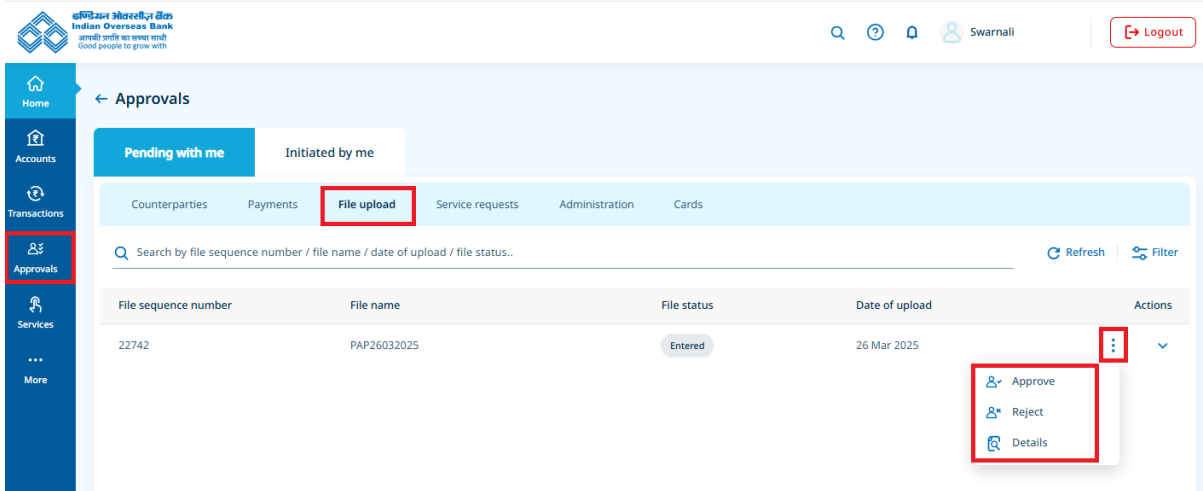 इण्डियन ओवरसीज़ बैंक
Indian Overseas Bank
आपकी प्रगति का सच्चा साथी
Good people to grow with
Swarnali
Logout
Home
Accounts
Transactions
Approvals
Services
More
← Approvals
Pending with me
Initiated by me
Counterparties Payments File upload Service requests Administration Cards
Search by file sequence number / file name / date of upload / file status..
Refresh
Filter
File sequence number File name File status Date of upload Actions
22742 PAP26032025 Entered 26 Mar 2025
Approve
Reject
Details